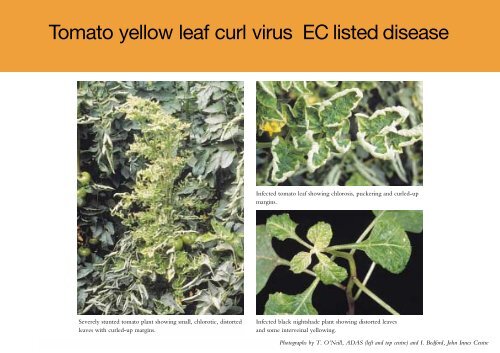 Tomato yellow leaf curl virus EC listed disease
Infected tomato leaf showing chlorosis, puckering and curled-up
margins.
Severely stunted tomato plant showing small, chlorotic, distorted
leaves with curled-up margins.
Infected black nightshade plant showing distorted leaves
and some interveinal yellowing.
Photographs by T. O'Neill, ADAS (left and top centre) and I. Bedford, John Innes Centre